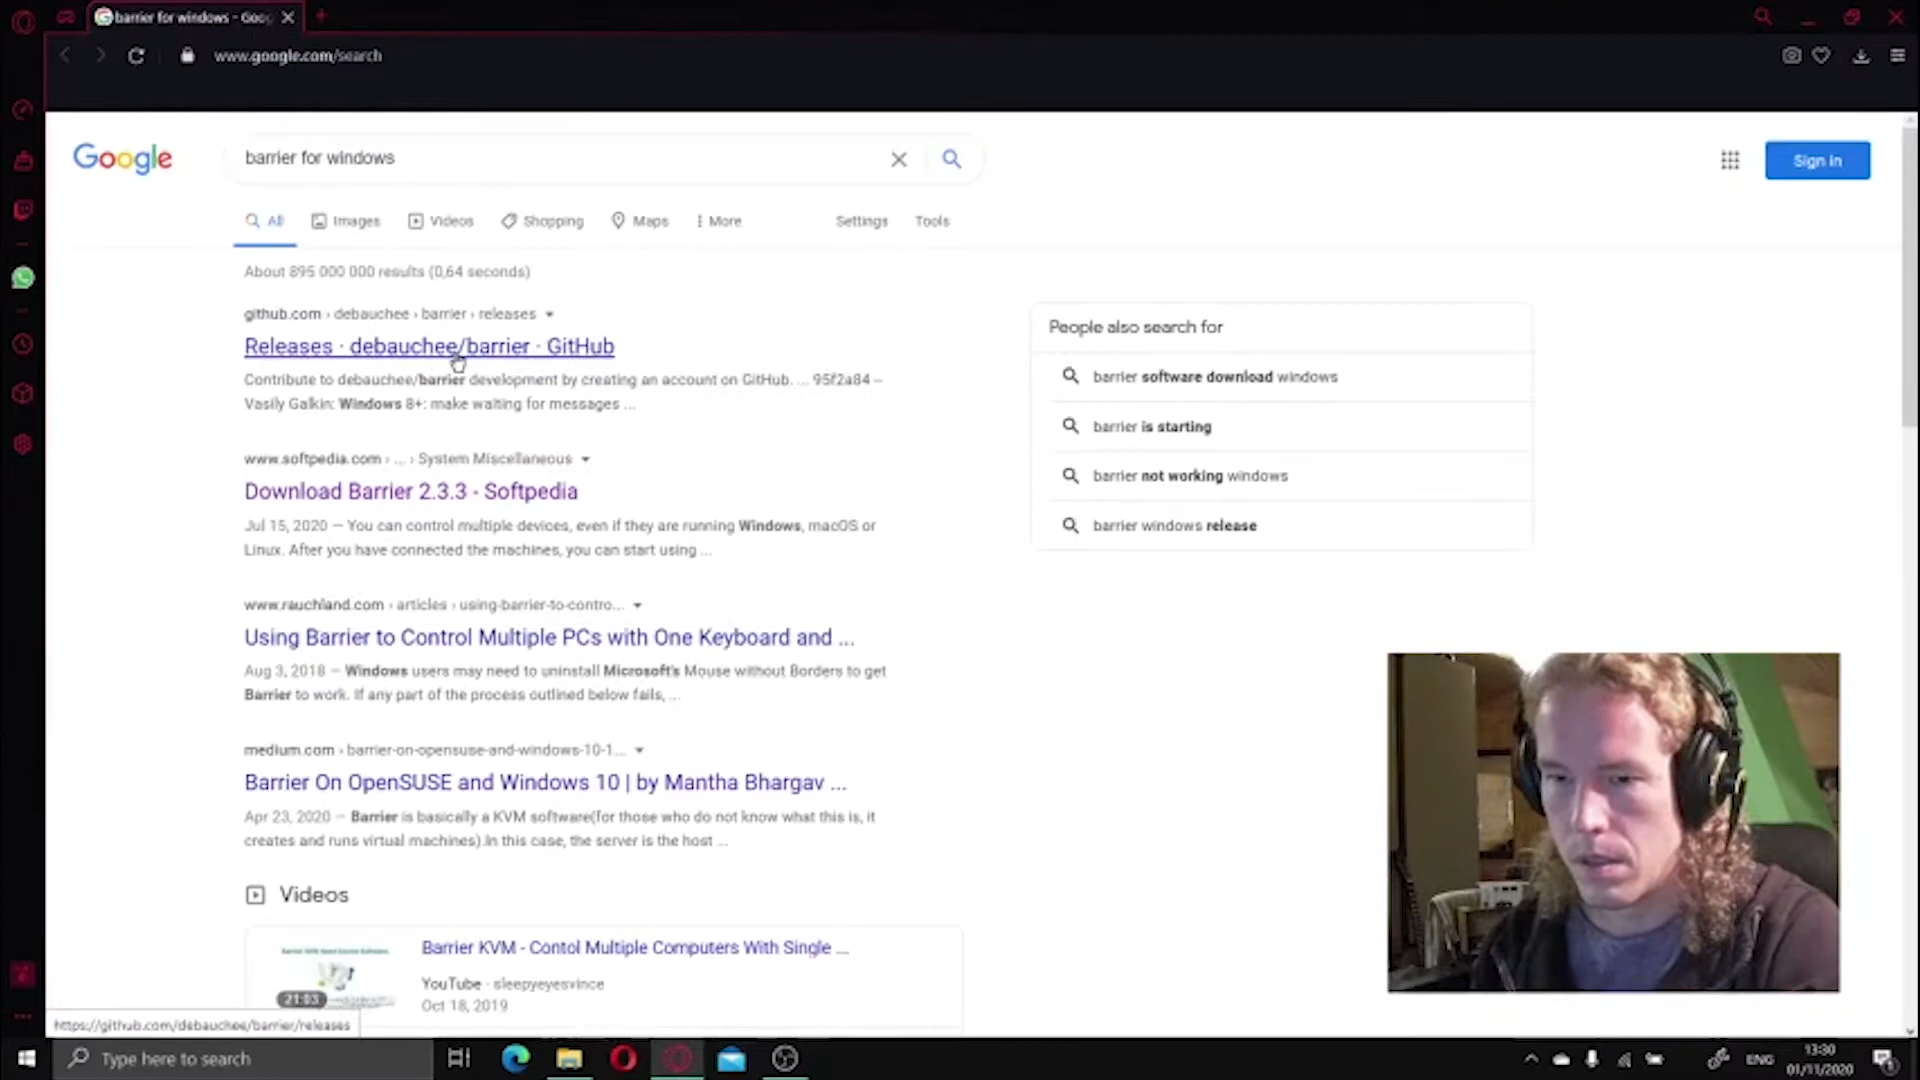 barrier for windows - Goog
www.google.com/search
Google
barrier for windows
Sign in
All
Images
Videos
Shopping
Maps
More
Settings
Tools
About 895 000 000 results (0,64 seconds)
github.com › debauchee › barrier › releases
Releases · debauchee/barrier · GitHub
Contribute to debauchee/barrier development by creating an account on GitHub. ... 95f2a84 –
Vasily Galkin: Windows 8+: make waiting for messages ...
www.softpedia.com › ... › System Miscellaneous
Download Barrier 2.3.3 - Softpedia
Jul 15, 2020 — You can control multiple devices, even if they are running Windows, macOS or
Linux. After you have connected the machines, you can start using ...
www.rauchland.com › articles › using-barrier-to-contro...
Using Barrier to Control Multiple PCs with One Keyboard and ...
Aug 3, 2018 — Windows users may need to uninstall Microsoft's Mouse without Borders to get
Barrier to work. If any part of the process outlined below fails, ...
medium.com › barrier-on-opensuse-and-windows-10-1...
Barrier On OpenSUSE and Windows 10 | by Mantha Bhargav ...
Apr 23, 2020 — Barrier is basically a KVM software(for those who do not know what this is, it
creates and runs virtual machines).In this case, the server is the host ...
Videos
Barrier KVM - Contol Multiple Computers With Single ...
YouTube · sleepyeyesvince
Oct 18, 2019
21:03
People also search for
barrier software download windows
barrier is starting
barrier not working windows
barrier windows release
https://github.com/debauchee/barrier/releases
Type here to search
ENG
13:30
01/11/2020